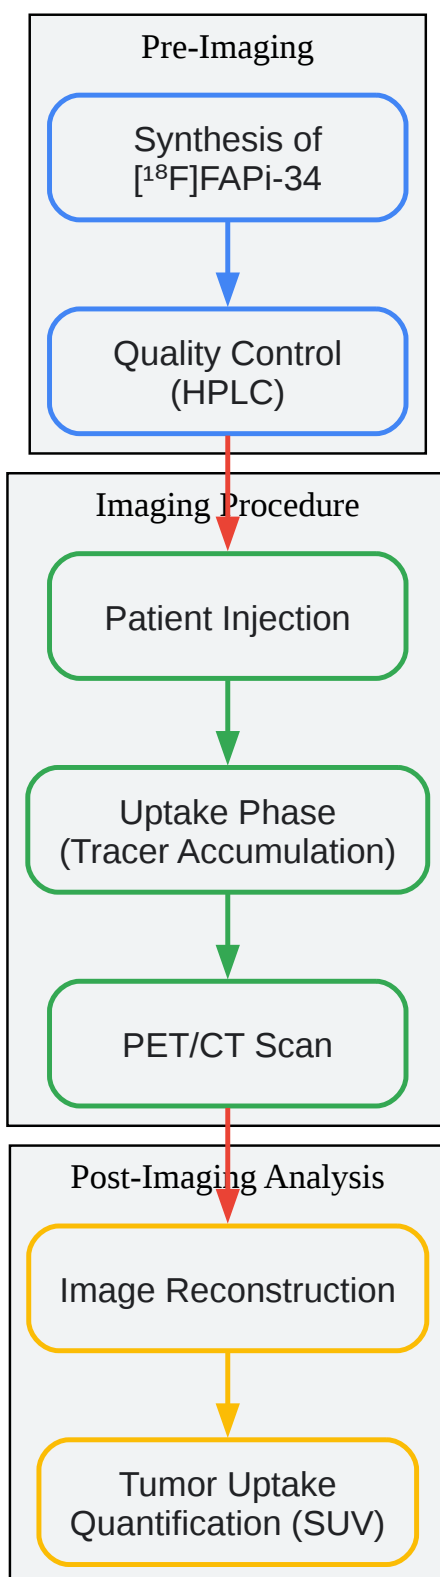 Pre-Imaging
Synthesis of
[¹⁸F]FAPi-34
Quality Control
(HPLC)
Imaging Procedure
Patient Injection
Uptake Phase
(Tracer Accumulation)
PET/CT Scan
Post-Imaging Analysis
Image Reconstruction
Tumor Uptake
Quantification (SUV)